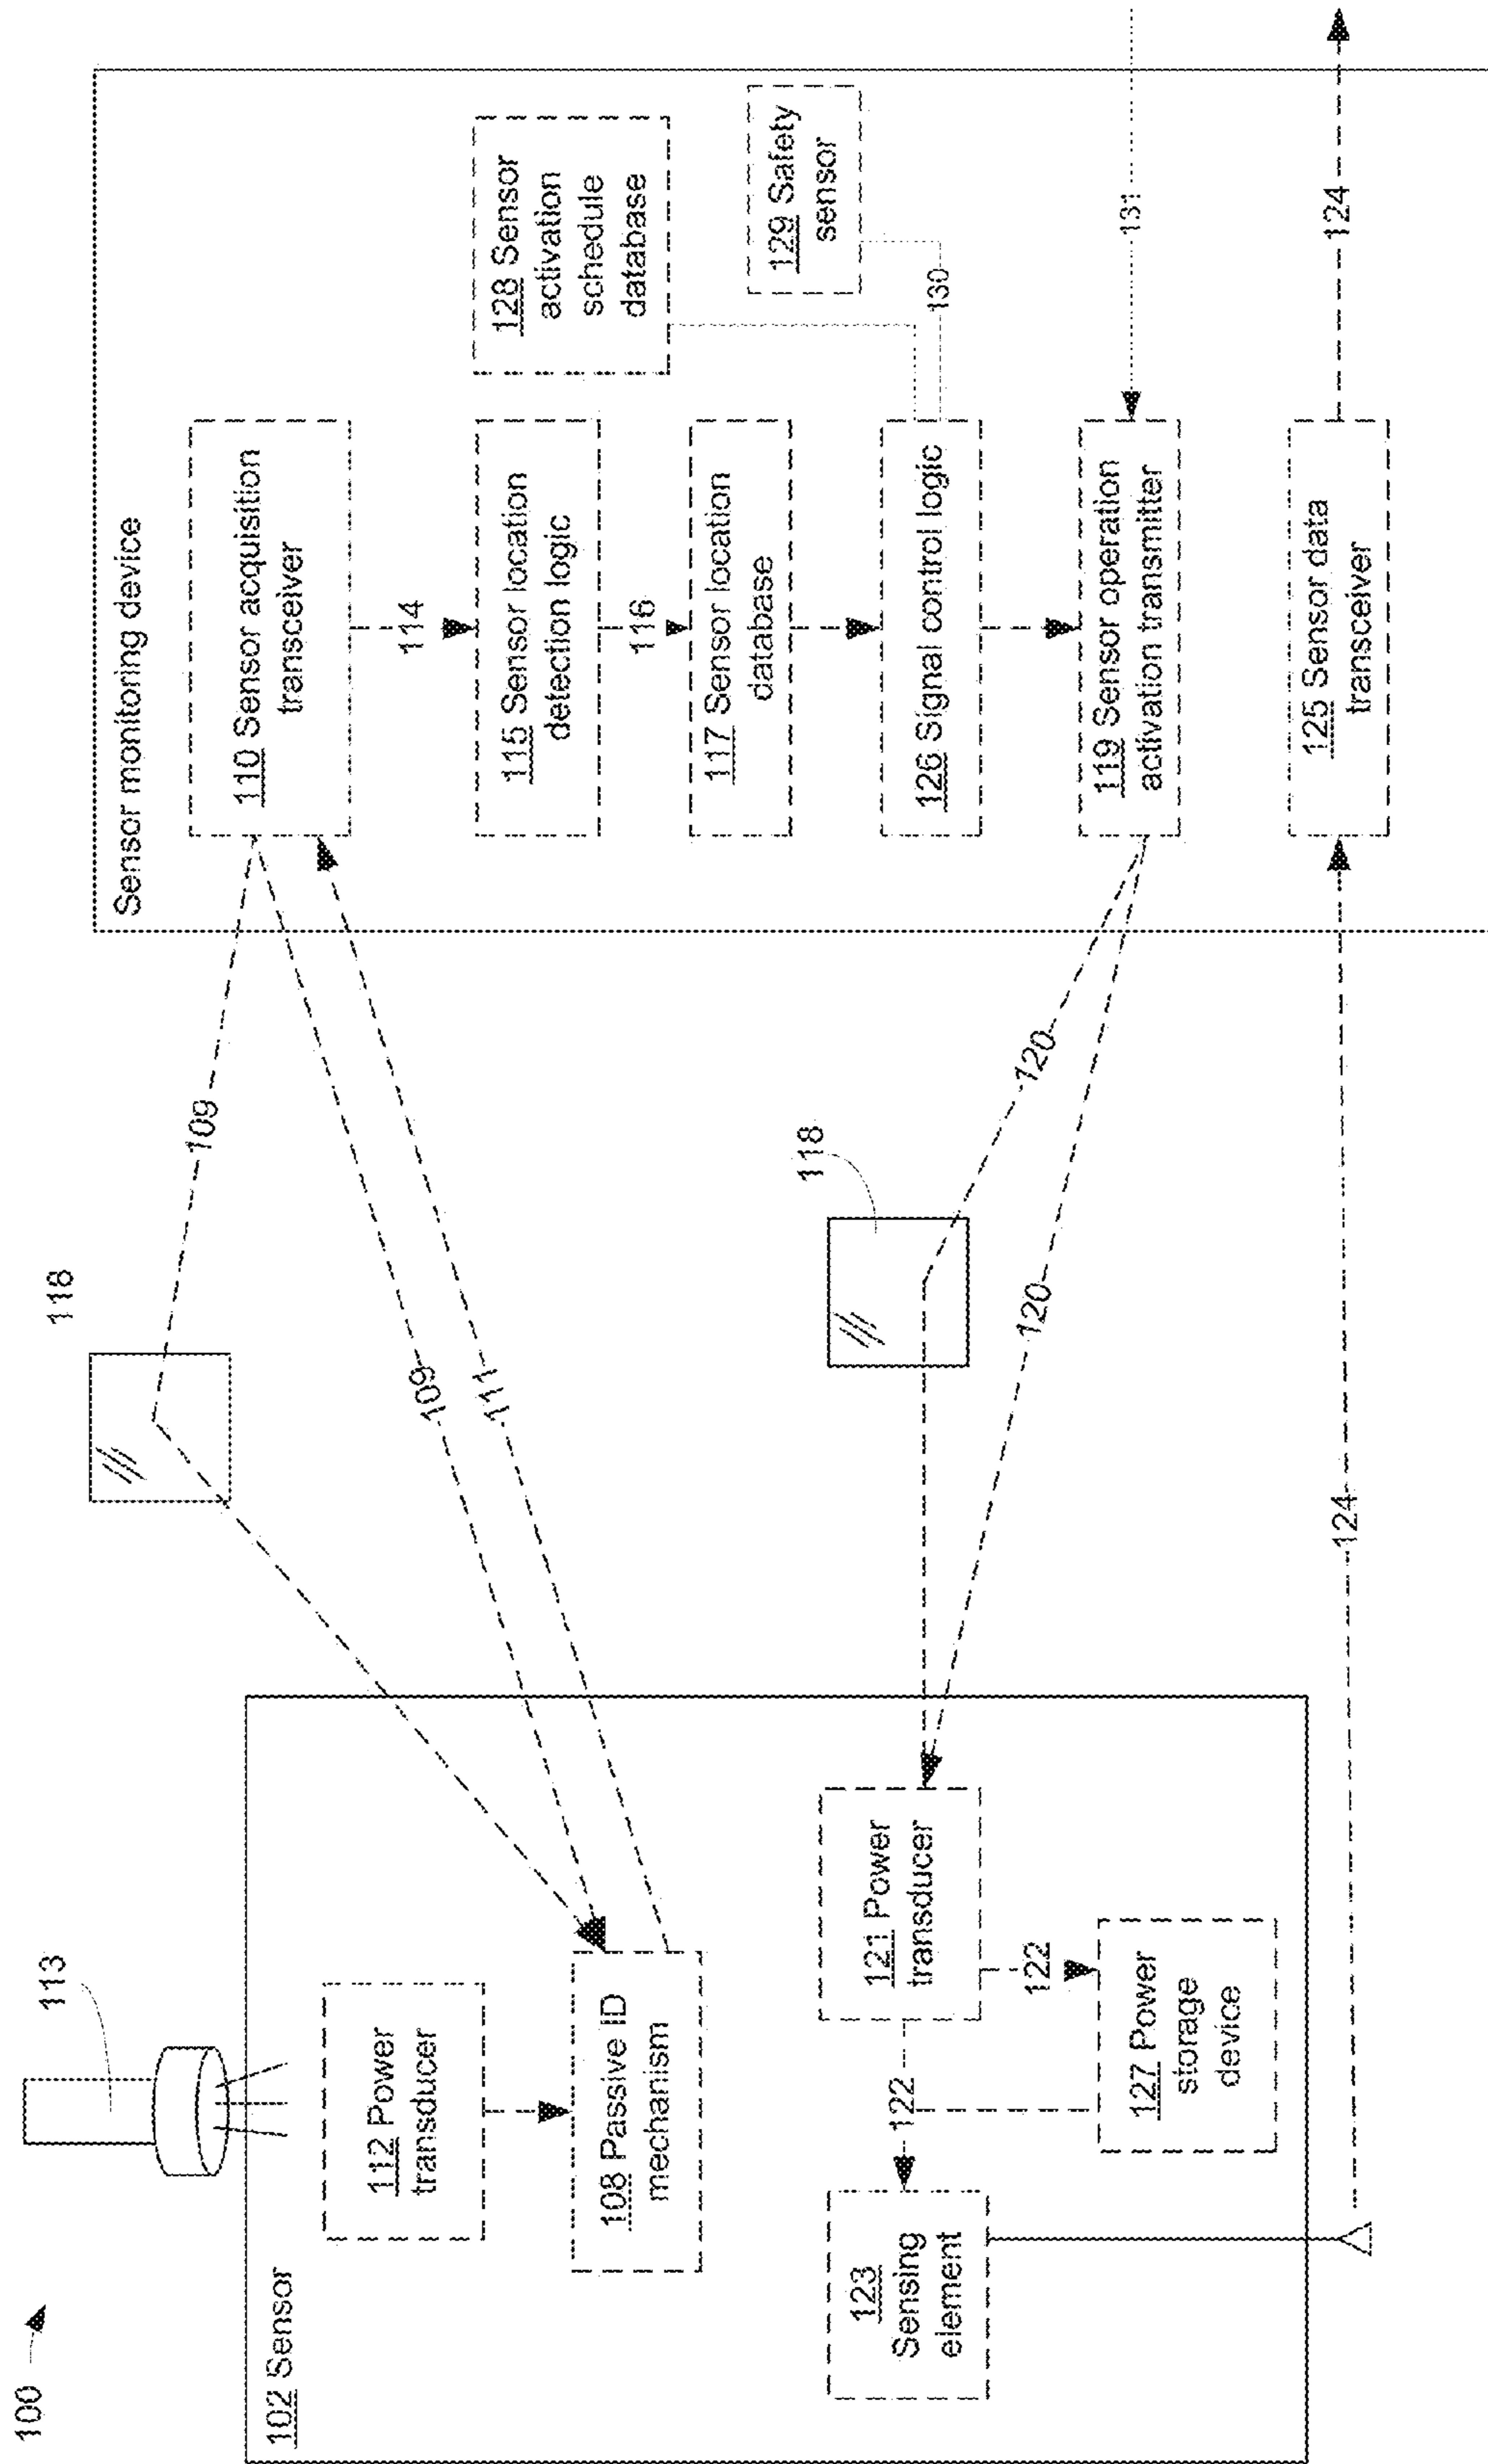 100
113
102 Sensor
112 Power
transducer
108 Passive ID
mechanism
123
Sensing
element
122
121 Power
transducer
122
127 Power
storage
device
118
109
109
111
118
120
120
124
Sensor monitoring device
110 Sensor acquisition
transceiver
114
115 Sensor location
detection logic
116
117 Sensor location
database
126 Signal control logic
119 Sensor operation
activation transmitter
125 Sensor data
transceiver
128 Sensor
activation
schedule
database
129 Safety
sensor
130
131
124